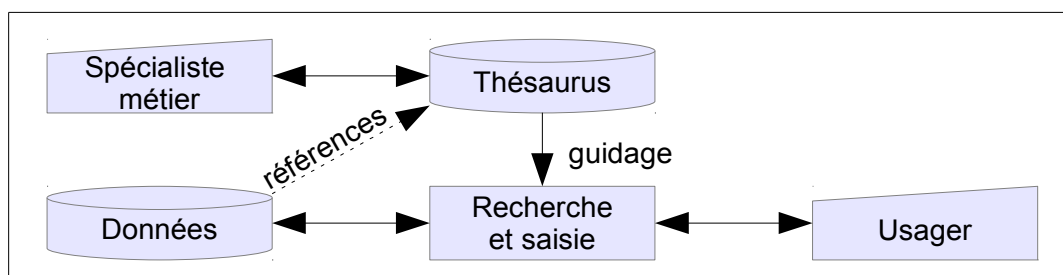 Spécialiste
métier
Thésaurus
références
guidage
Données
Recherche
et saisie
Usager